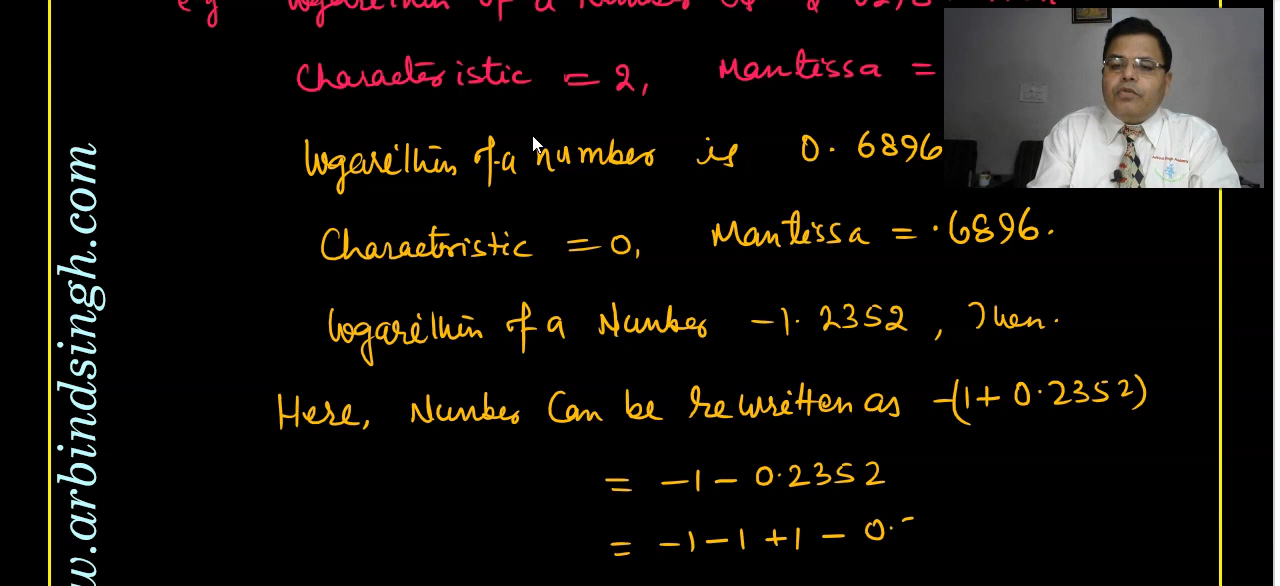 Characteristic = 2, Mantissa =
logarithm of a number is 0.6896
Characteristic = 0, Mantissa = .6896.
logarithm of a Number -1.2352, Then.
Here, Number Can be rewritten as -(1+0.2352)
= -1-0.2352
= -1-1+1-0.
w.arbindsingh.com